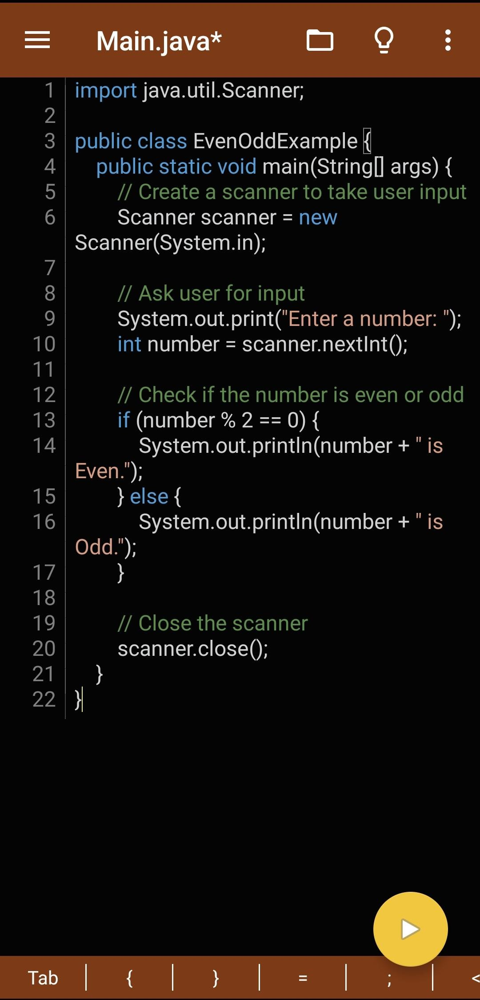 Main.java*
1 import java.util.Scanner;
2
3 public class EvenOddExample {
4     public static void main(String[] args) {
5         // Create a scanner to take user input
6         Scanner scanner = new
Scanner(System.in);
7
8         // Ask user for input
9         System.out.print("Enter a number: ");
10         int number = scanner.nextInt();
11
12         // Check if the number is even or odd
13         if (number % 2 == 0) {
14             System.out.println(number + " is
Even.");
15         } else {
16             System.out.println(number + " is
Odd.");
17         }
18
19         // Close the scanner
20         scanner.close();
21     }
22 }
Tab | { | } | = | ; | <